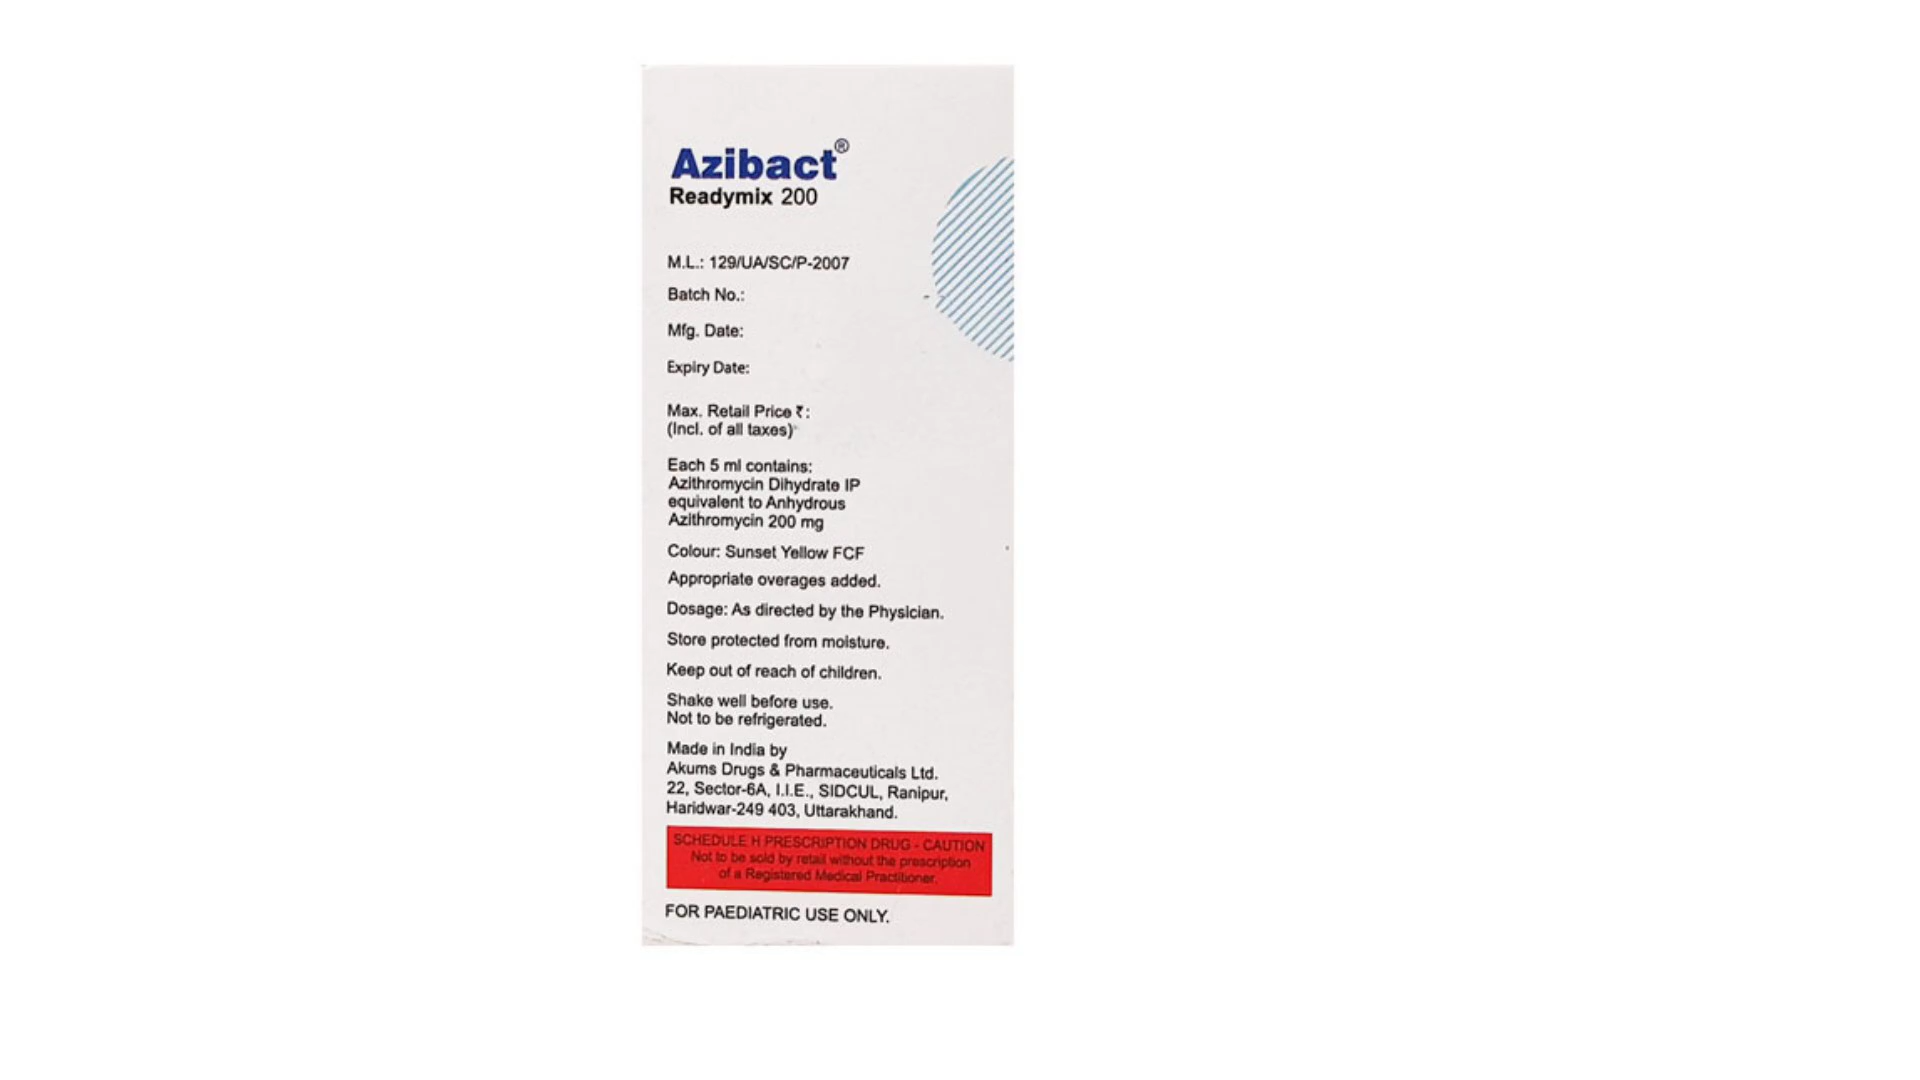 Azibact®
Readymix 200
M.L.: 129/UA/SC/P-2007
Batch No.:
Mfg. Date:
Expiry Date:
Max. Retail Price ₹:
(Incl. of all taxes)
Each 5 ml contains:
Azithromycin Dihydrate IP
equivalent to Anhydrous
Azithromycin 200 mg
Colour: Sunset Yellow FCF
Appropriate overages added.
Dosage: As directed by the Physician.
Store protected from moisture.
Keep out of reach of children.
Shake well before use.
Not to be refrigerated.
Made in India by
Akums Drugs & Pharmaceuticals Ltd.
22, Sector-6A, I.I.E., SIDCUL, Ranipur,
Haridwar-249 403, Uttarakhand.
SCHEDULE H PRESCRIPTION DRUG - CAUTION
Not to be sold by retail without the prescription
of a Registered Medical Practitioner.
FOR PAEDIATRIC USE ONLY.